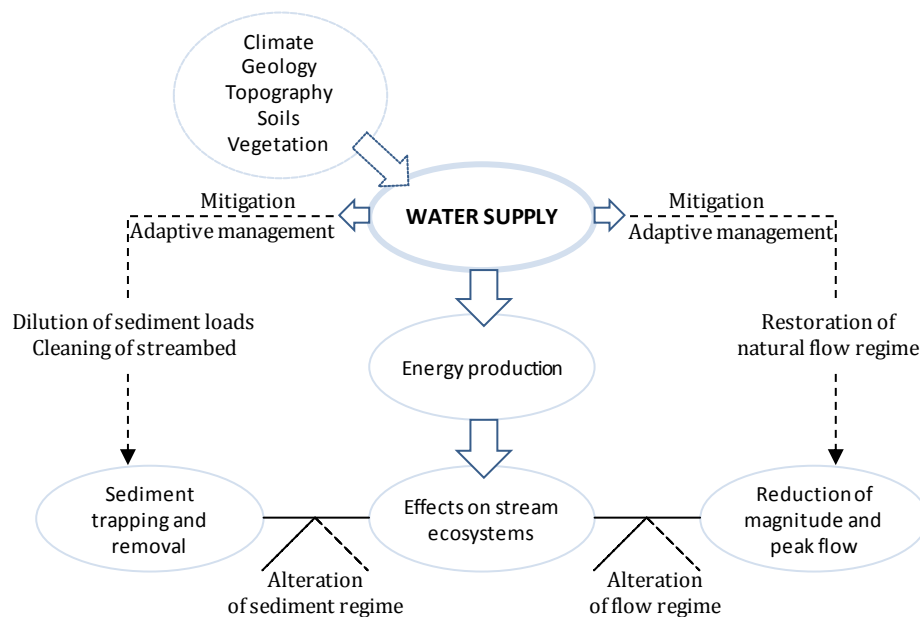 Climate
Geology
Topography
Soils
Vegetation
Mitigation
Adaptive management
WATER SUPPLY
Mitigation
Adaptive management
Dilution of sediment loads
Cleaning of streambed
Energy production
Restoration of
natural flow regime
Sediment
trapping and
removal
Effects on stream
ecosystems
Reduction of
magnitude and
peak flow
Alteration
of sediment regime
Alteration
of flow regime